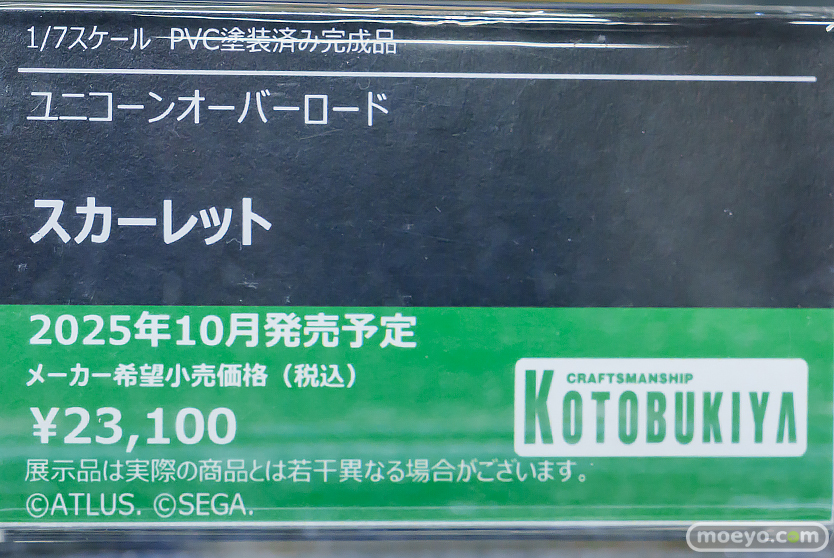 1/7スケール PVC塗装済み完成品
ユニコーンオーバーロード
スカーレット
2025年10月発売予定
メーカー希望小売価格（税込）
¥23,100
CRAFTSMANSHIP
KOTOBUKIYA
展示品は実際の商品とは若干異なる場合がございます。
©ATLUS. ©SEGA.
moeyo.com